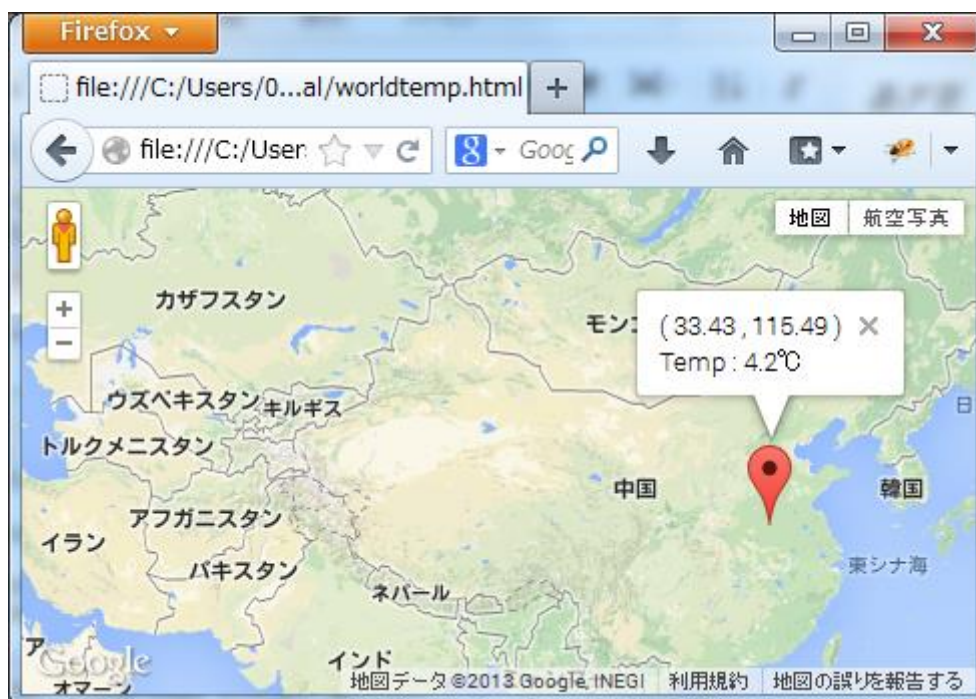 Firefox
file:///C:/Users/0...al/worldtemp.html
file:///C:/User
8 Goog
地図 航空写真
カザフスタン
モンゴ
( 33.43 , 115.49 )
Temp : 4.2℃
ウズベキスタン
キルギス
日
トルクメニスタン
中国
韓国
アフガニスタン
イラン
パキスタン
東シナ海
ネパール
ア
Google
インド
オマーン
地図データ ©2013 Google, INEGI 利用規約 地図の誤りを報告する